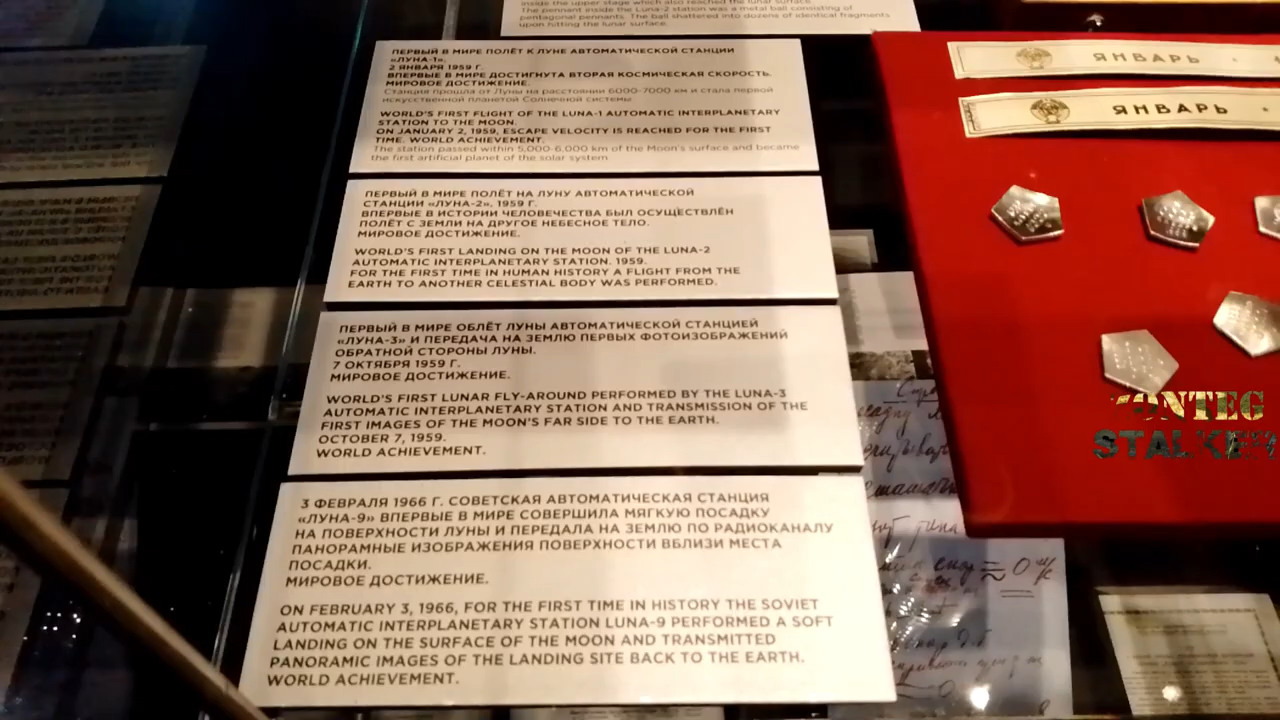 inside the upper stage which also reached the lunar surface.
The pennant inside the Luna-2 station was a metal ball consisting of
pentagonal pennants. The ball shattered into dozens of identical fragments
upon hitting the lunar surface.
ПЕРВЫЙ В МИРЕ ПОЛЁТ К ЛУНЕ АВТОМАТИЧЕСКОЙ СТАНЦИИ
«ЛУНА-1».
2 ЯНВАРЯ 1959 Г.
ВПЕРВЫЕ В МИРЕ ДОСТИГНУТА ВТОРАЯ КОСМИЧЕСКАЯ СКОРОСТЬ.
МИРОВОЕ ДОСТИЖЕНИЕ.
Станция прошла от Луны на расстоянии 6000-7000 км и стала первой
искусственной планетой Солнечной системы
WORLD'S FIRST FLIGHT OF THE LUNA-1 AUTOMATIC INTERPLANETARY
STATION TO THE MOON.
ON JANUARY 2, 1959, ESCAPE VELOCITY IS REACHED FOR THE FIRST
TIME. WORLD ACHIEVEMENT.
The station passed within 5,000-6,000 km of the Moon's surface and became
the first artificial planet of the solar system
ПЕРВЫЙ В МИРЕ ПОЛЁТ НА ЛУНУ АВТОМАТИЧЕСКОЙ
СТАНЦИИ «ЛУНА-2», 1959 Г.
ВПЕРВЫЕ В ИСТОРИИ ЧЕЛОВЕЧЕСТВА БЫЛ ОСУЩЕСТВЛЁН
ПОЛЁТ С ЗЕМЛИ НА ДРУГОЕ НЕБЕСНОЕ ТЕЛО.
МИРОВОЕ ДОСТИЖЕНИЕ.
WORLD'S FIRST LANDING ON THE MOON OF THE LUNA-2
AUTOMATIC INTERPLANETARY STATION. 1959.
FOR THE FIRST TIME IN HUMAN HISTORY A FLIGHT FROM THE
EARTH TO ANOTHER CELESTIAL BODY WAS PERFORMED.
ПЕРВЫЙ В МИРЕ ОБЛЁТ ЛУНЫ АВТОМАТИЧЕСКОЙ СТАНЦИЕЙ
«ЛУНА-3» И ПЕРЕДАЧА НА ЗЕМЛЮ ПЕРВЫХ ФОТОИЗОБРАЖЕНИЙ
ОБРАТНОЙ СТОРОНЫ ЛУНЫ.
7 ОКТЯБРЯ 1959 Г.
МИРОВОЕ ДОСТИЖЕНИЕ.
WORLD'S FIRST LUNAR FLY-AROUND PERFORMED BY THE LUNA-3
AUTOMATIC INTERPLANETARY STATION AND TRANSMISSION OF THE
FIRST IMAGES OF THE MOON'S FAR SIDE TO THE EARTH.
OCTOBER 7, 1959.
WORLD ACHIEVEMENT.
3 ФЕВРАЛЯ 1966 Г. СОВЕТСКАЯ АВТОМАТИЧЕСКАЯ СТАНЦИЯ
«ЛУНА-9» ВПЕРВЫЕ В МИРЕ СОВЕРШИЛА МЯГКУЮ ПОСАДКУ
НА ПОВЕРХНОСТИ ЛУНЫ И ПЕРЕДАЛА НА ЗЕМЛЮ ПО РАДИОКАНАЛУ
ПАНОРАМНЫЕ ИЗОБРАЖЕНИЯ ПОВЕРХНОСТИ ВБЛИЗИ МЕСТА
ПОСАДКИ.
МИРОВОЕ ДОСТИЖЕНИЕ.
ON FEBRUARY 3, 1966, FOR THE FIRST TIME IN HISTORY THE SOVIET
AUTOMATIC INTERPLANETARY STATION LUNA-9 PERFORMED A SOFT
LANDING ON THE SURFACE OF THE MOON AND TRANSMITTED
PANORAMIC IMAGES OF THE LANDING SITE BACK TO THE EARTH.
WORLD ACHIEVEMENT.
ЯНВАРЬ
ЯНВАРЬ
ZONTEG
STALKER